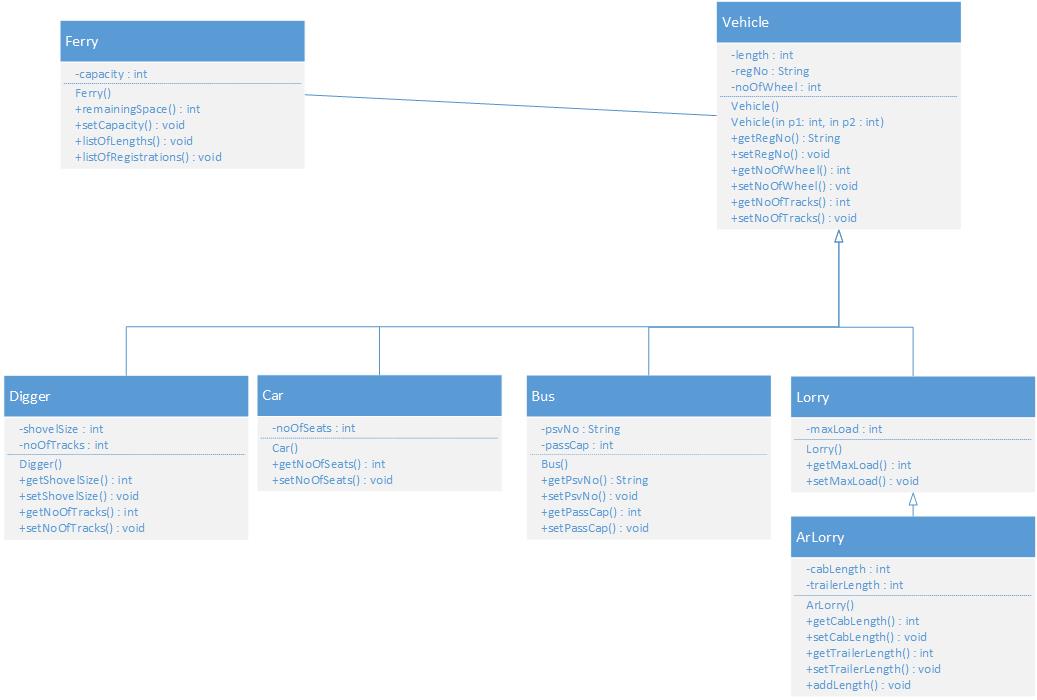 Ferry
-capacity : int
Ferry()
+remainingSpace() : int
+setCapacity() : void
+listOfLengths() : void
+listOfRegistrations() : void
Vehicle
-length : int
-regNo : String
-noOfWheel : int
Vehicle()
Vehicle(in p1: int, in p2 : int)
+getRegNo() : String
+setRegNo() : void
+getNoOfWheel() : int
+setNoOfWheel() : void
+getNoOfTracks() : int
+setNoOfTracks() : void
Digger
-shovelSize : int
-noOfTracks : int
Digger()
+getShovelSize() : int
+setShovelSize() : void
+getNoOfTracks() : int
+setNoOfTracks() : void
Car
-noOfSeats : int
Car()
+getNoOfSeats() : int
+setNoOfSeats() : void
Bus
-psvNo : String
-passCap : int
Bus()
+getPsvNo() : String
+setPsvNo() : void
+getPassCap() : int
+setPassCap() : void
Lorry
-maxLoad : int
Lorry()
+getMaxLoad() : int
+setMaxLoad() : void
ArLorry
-cabLength : int
-trailerLength : int
ArLorry()
+getCabLength() : int
+setCabLength() : void
+getTrailerLength() : int
+setTrailerLength() : void
+addLength() : void